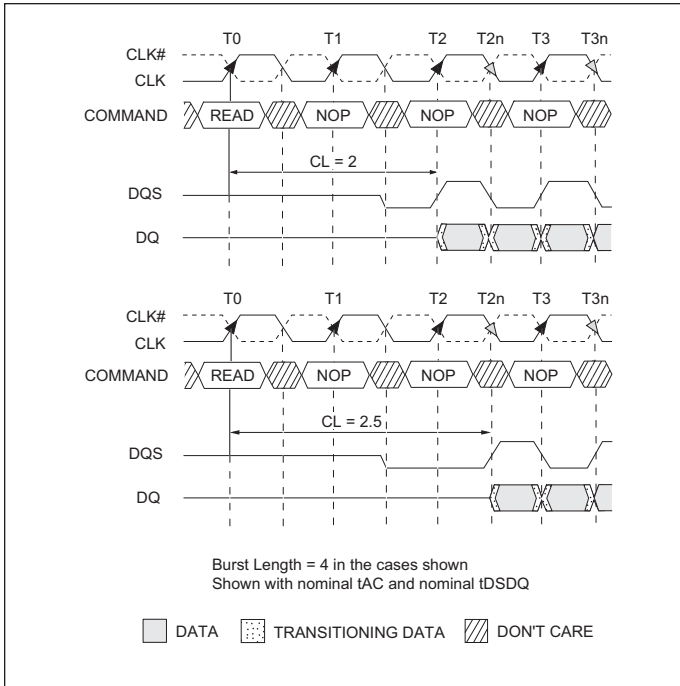 T0 T1 T2 T2n T3 T3n
CLK#
CLK
COMMAND READ NOP NOP NOP
CL = 2
DQS
DQ
T0 T1 T2 T2n T3 T3n
CLK#
CLK
COMMAND READ NOP NOP NOP
CL = 2.5
DQS
DQ
Burst Length = 4 in the cases shown
Shown with nominal tAC and nominal tDSDQ
DATA TRANSITIONING DATA DON'T CARE